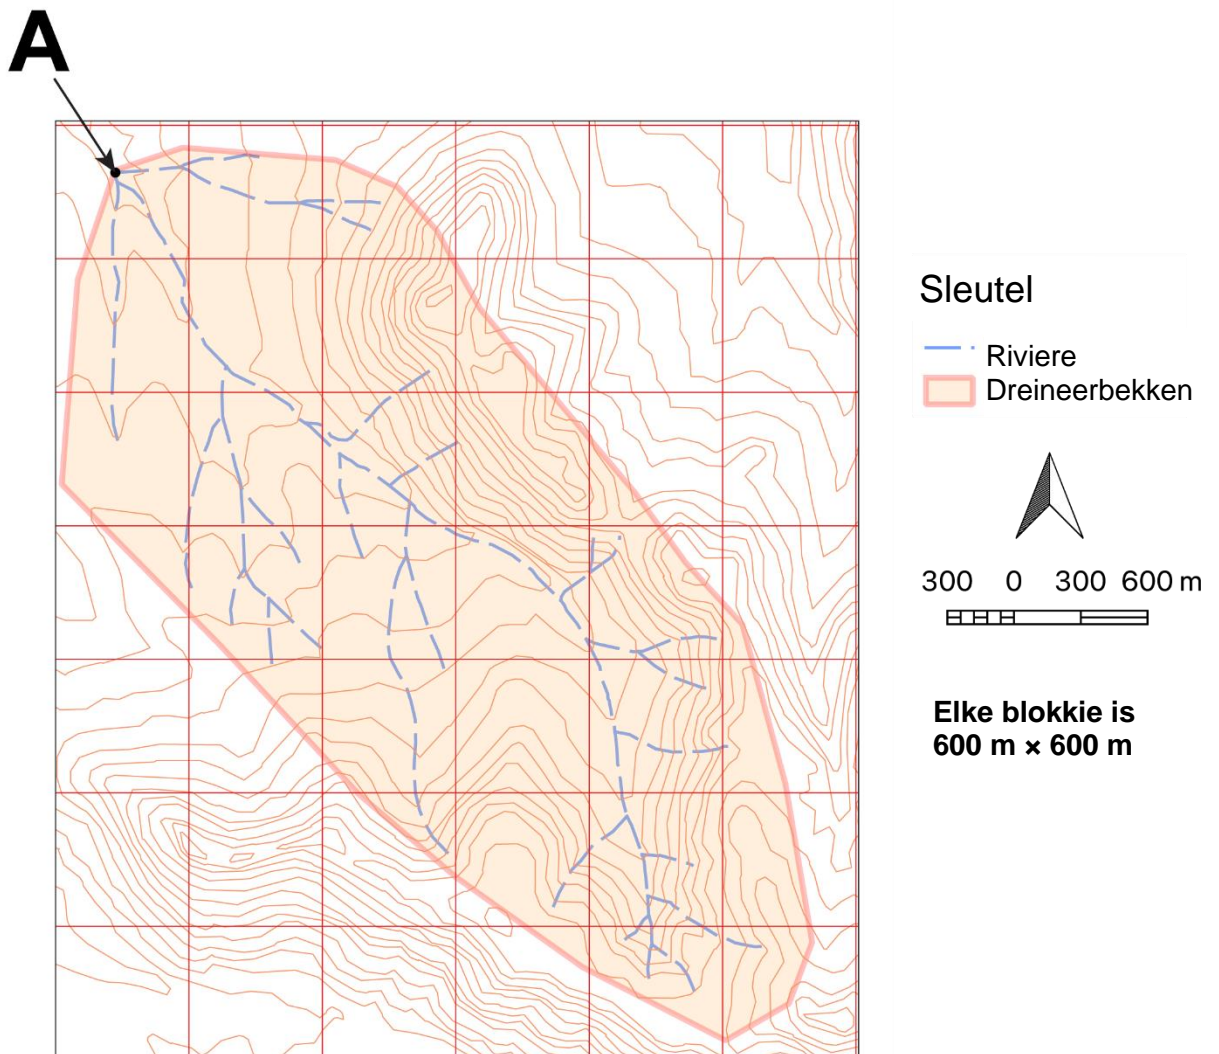 A
Sleutel
Riviere
Dreineerbekken
300 0 300 600 m
Elke blokkie is
600 m × 600 m